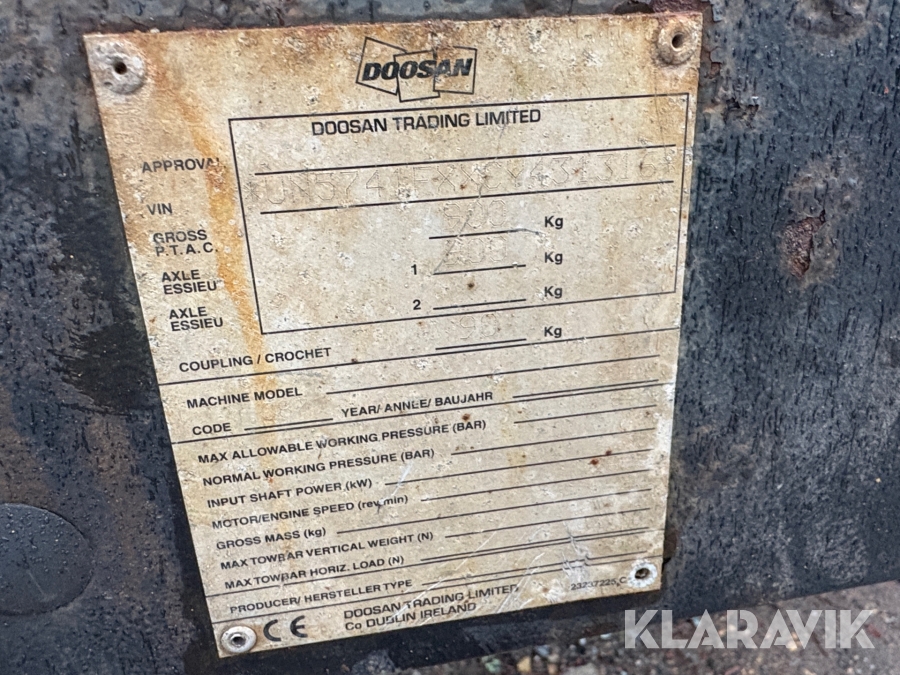 DOOSAN
DOOSAN TRADING LIMITED
APPROVAL
VIN
GROSS Kg
P.T.A.C.
AXLE 1 Kg
ESSIEU
AXLE 2 Kg
ESSIEU
COUPLING / CROCHET Kg
MACHINE MODEL
CODE YEAR/ ANNLE/ BAUJAHR
MAX ALLOWABLE WORKING PRESSURE (BAR)
NORMAL WORKING PRESSURE (BAR)
INPUT SHAFT POWER (kW)
MOTOR/ENGINE SPEED (rev.min)
GROSS MASS (kg)
MAX TOWBAR VERTICAL WEIGHT (N)
MAX TOWBAR HORIZ. LOAD (N)
PRODUCER/ HERSTELLER TYPE
CE DOOSAN TRADING LIMITED 23237225 C
Co DUBLIN IRELAND
KLARAVIK